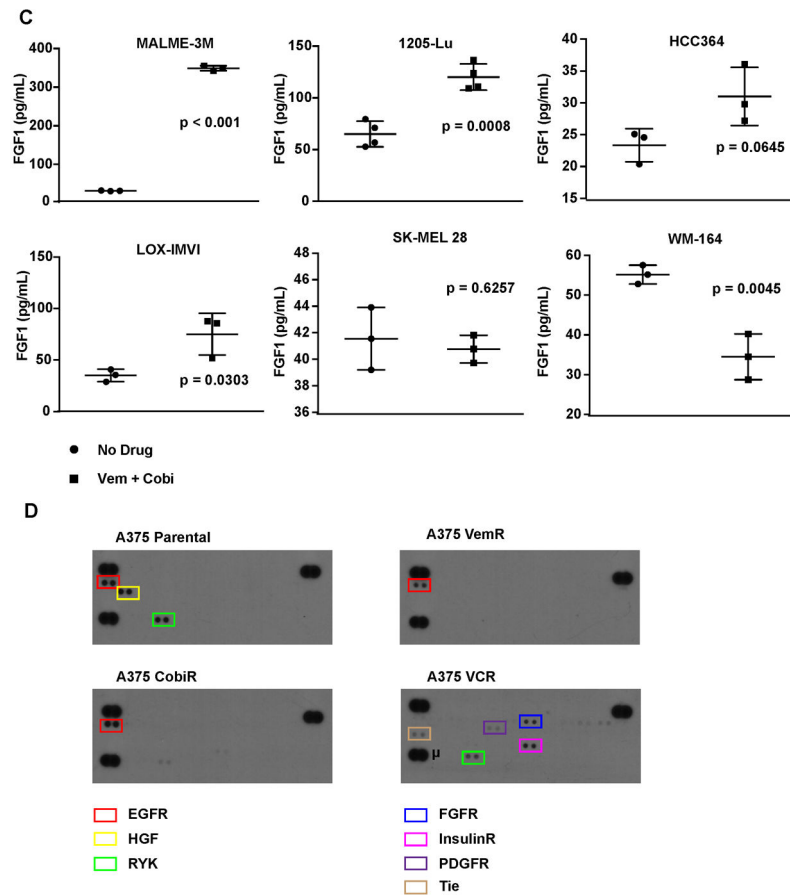 C
MALME-3M
FGF1 (pg/mL)
400
300
200
100
0
p < 0.001
1205-Lu
FGF1 (pg/mL)
150
100
50
0
p = 0.0008
HCC364
FGF1 (pg/mL)
40
35
30
25
20
15
p = 0.0645
LOX-IMVI
FGF1 (pg/mL)
150
100
50
0
p = 0.0303
SK-MEL 28
FGF1 (pg/mL)
48
46
44
42
40
38
36
p = 0.6257
WM-164
FGF1 (pg/mL)
60
50
40
30
20
p = 0.0045
No Drug
Vem + Cobi
D
A375 Parental
A375 VemR
A375 CobiR
A375 VCR
μ
EGFR
HGF
RYK
FGFR
InsulinR
PDGFR
Tie